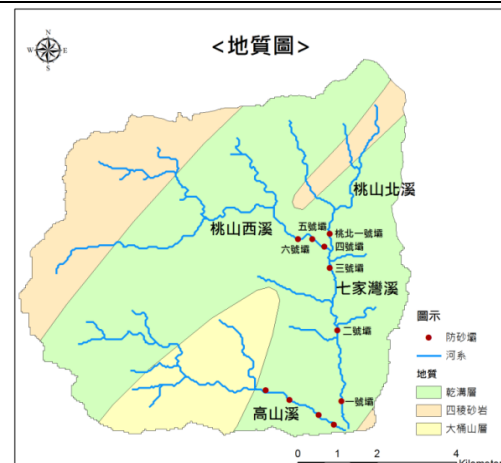 <地質圖>
N
W
E
S
桃山北溪
桃山西溪
五號壩
桃北一號壩
四號壩
六號壩
三號壩
七家灣溪
二號壩
一號壩
高山溪
圖示
防砂壩
河系
地質
乾溝層
四稜砂岩
大桶山層
0 1 2 4
Kilometers